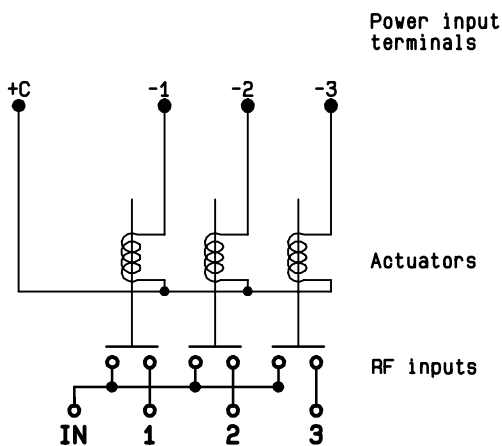 Power input
terminals
+C -1 -2 -3
Actuators
RF inputs
IN 1 2 3